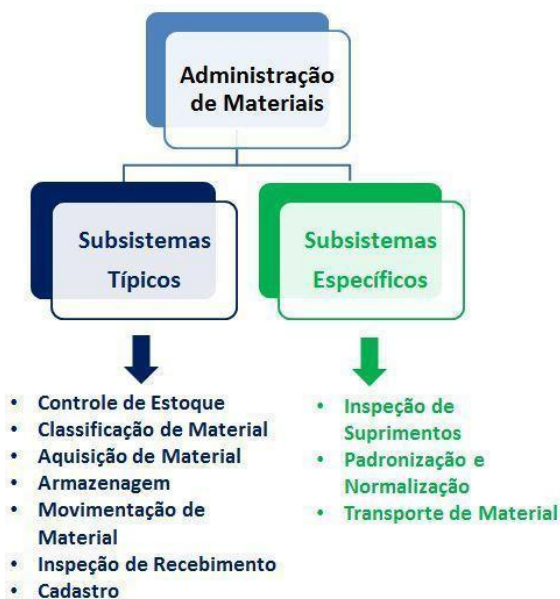 Administração
de Materiais
Subsistemas
Típicos
Subsistemas
Específicos
• Controle de Estoque
• Classificação de Material
• Aquisição de Material
• Armazenagem
• Movimentação de
Material
• Inspeção de Recebimento
• Cadastro
• Inspeção de
Suprimentos
• Padronização e
Normalização
• Transporte de Material